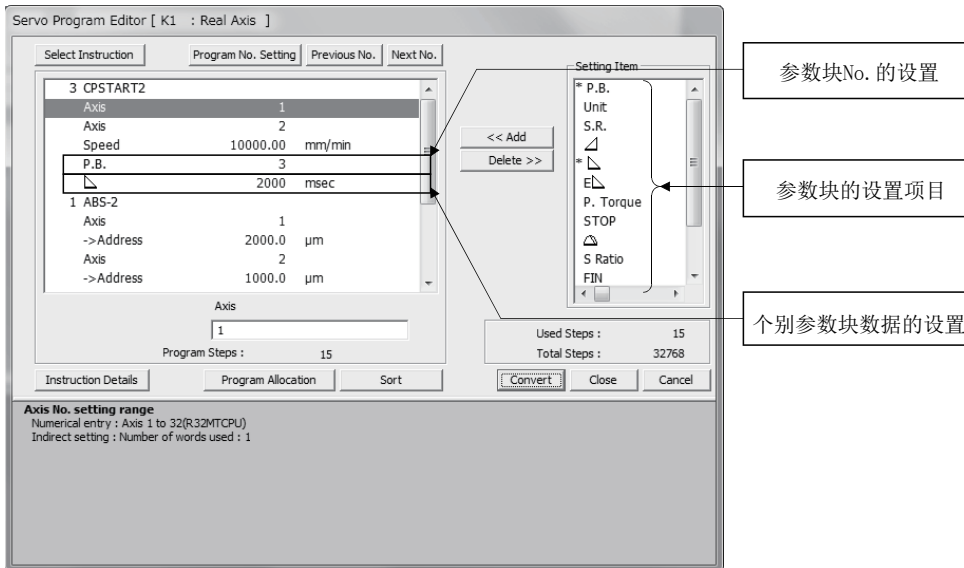 Servo Program Editor [ K1 : Real Axis ]
Select Instruction
Program No. Setting
Previous No.
Next No.
3 CPSTART2
Axis 1
Axis 2
Speed 10000.00 mm/min
P.B. 3
2000 msec
1 ABS-2
Axis 1
->Address 2000.0 μm
Axis 2
->Address 1000.0 μm
Axis
1
Program Steps : 15
<< Add
Delete >>
Setting Item
* P.B.
Unit
S.R.
*
E
P. Torque
STOP
S Ratio
FIN
Used Steps : 15
Total Steps : 32768
Instruction Details
Program Allocation
Sort
Convert
Close
Cancel
Axis No. setting range
Numerical entry : Axis 1 to 32(R32MTCPU)
Indirect setting : Number of words used : 1
参数块No.的设置
参数块的设置项目
个别参数块数据的设置